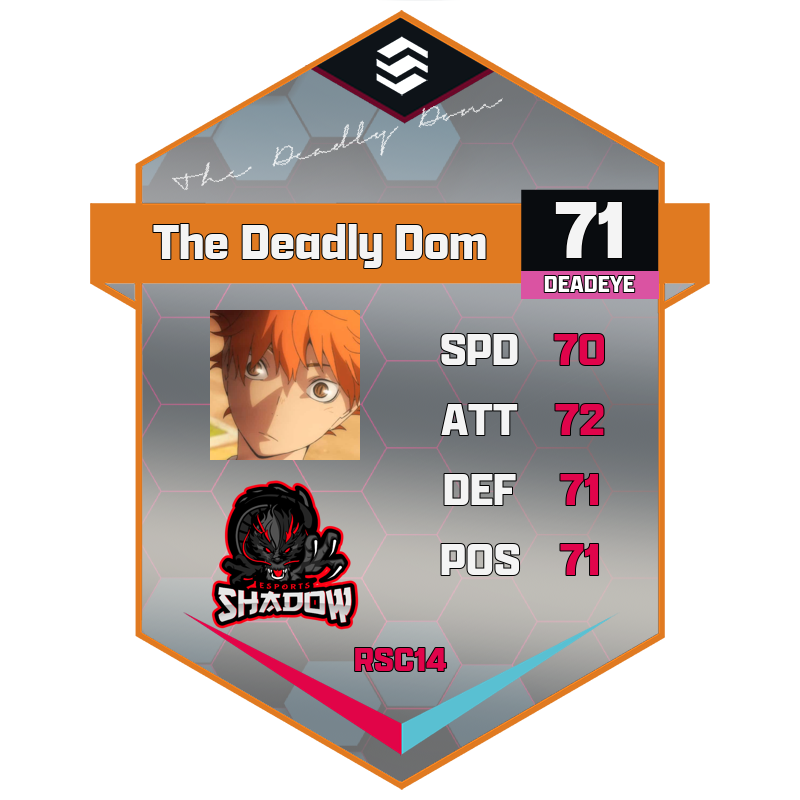 The Deadly Dom
The Deadly Dom
71
DEADEYE
SPD 70
ATT 72
DEF 71
POS 71
ESPORTS
SHADOW
RSC14